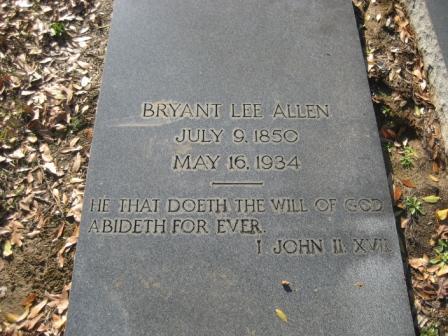 BRYANT LEE ALLEN
JULY 9, 1850
MAY 16, 1934
HE THAT DOETH THE WILL OF GOD
ABIDETH FOR EVER.
I JOHN II. XVII